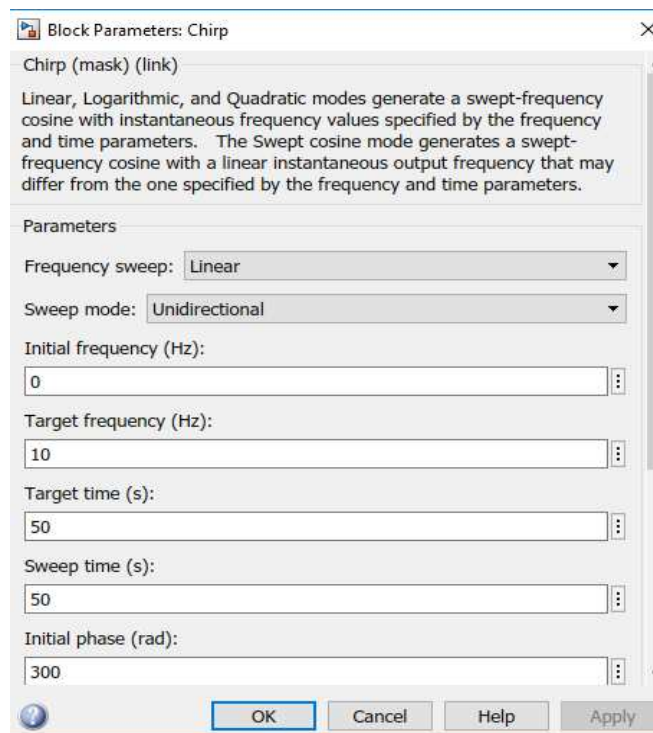 Block Parameters: Chirp
Chirp (mask) (link)
Linear, Logarithmic, and Quadratic modes generate a swept-frequency
cosine with instantaneous frequency values specified by the frequency
and time parameters.   The Swept cosine mode generates a swept-
frequency cosine with a linear instantaneous output frequency that may
differ from the one specified by the frequency and time parameters.
Parameters
Frequency sweep: Linear
Sweep mode: Unidirectional
Initial frequency (Hz):
0
Target frequency (Hz):
10
Target time (s):
50
Sweep time (s):
50
Initial phase (rad):
300
OK Cancel Help Apply